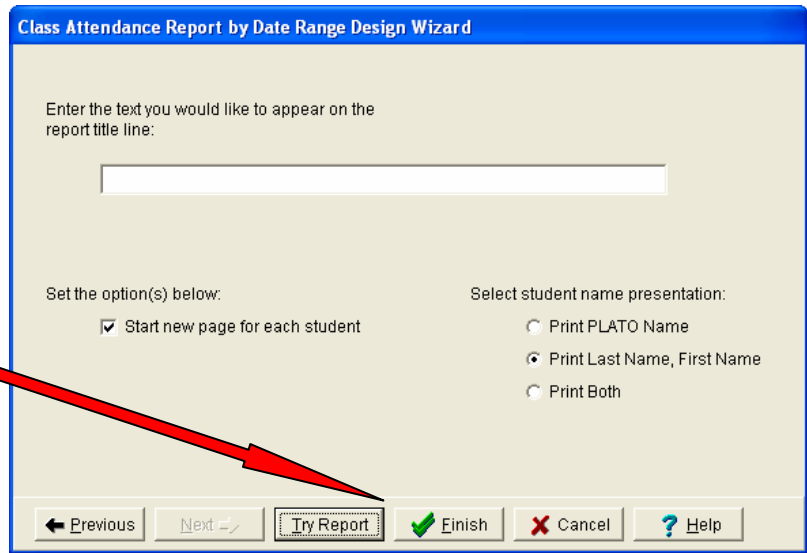 Class Attendance Report by Date Range Design Wizard
Enter the text you would like to appear on the
report title line:
Set the option(s) below:
Start new page for each student
Select student name presentation:
Print PLATO Name
Print Last Name, First Name
Print Both
Previous Next Try Report Finish Cancel Help